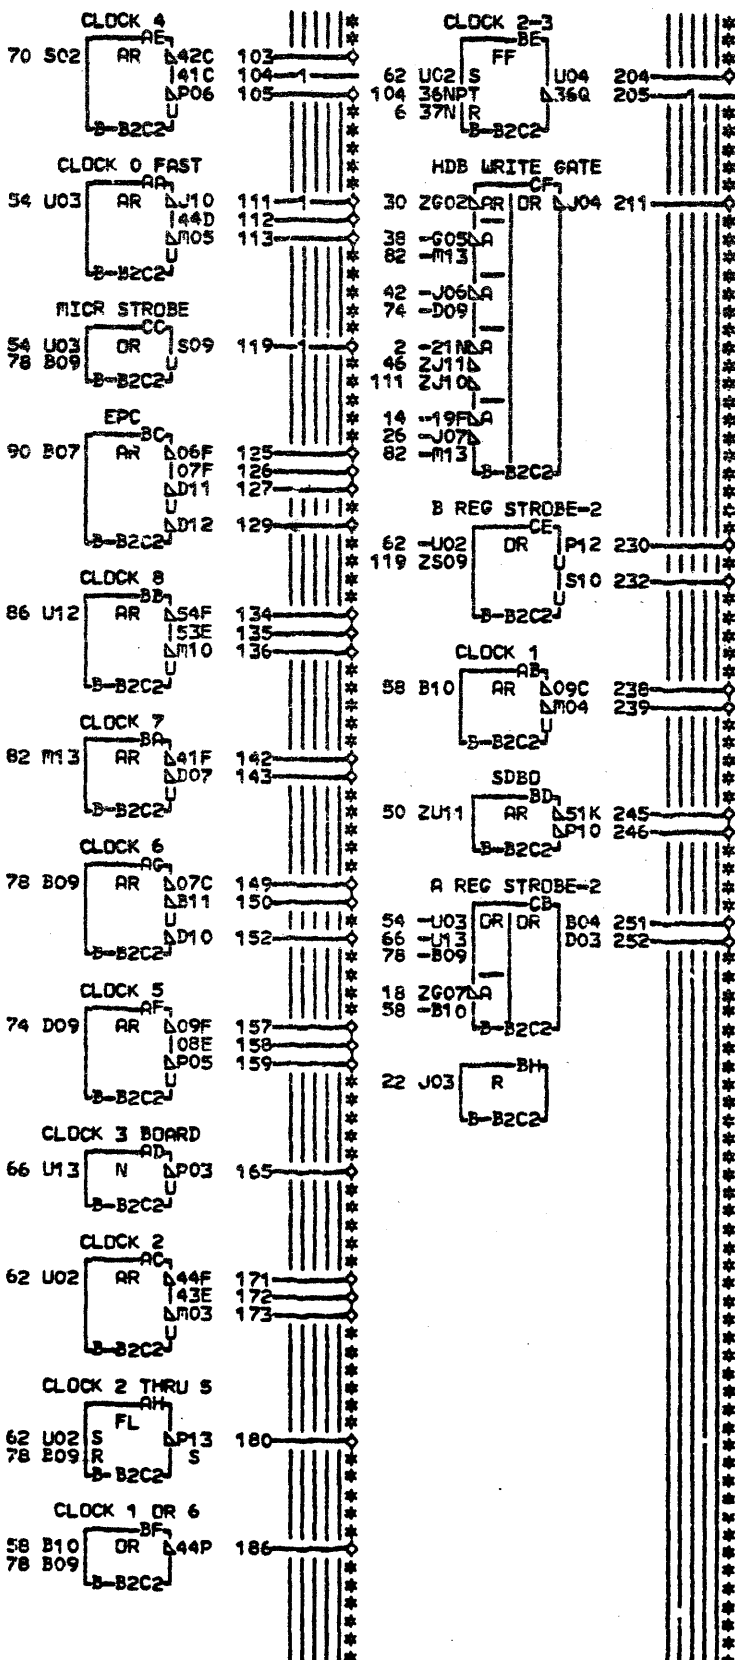 CLOCK 4
AE
70 S02 AR 42C 103
41C 104 1
P06 105
U
B-B2C2
CLOCK 0 FAST
AA
54 U03 AR J10 111 1
44D 112
M05 113
U
B-B2C2
MICR STROBE
CC
54 U03 OR S09 119 1
78 B09 U
B-B2C2
EPC
BC
90 B07 AR 06F 125
07F 126
D11 127
U
D12 129
B-B2C2
CLOCK 8
BB
86 U12 AR 54F 134
53E 135
M10 136
U
B-B2C2
CLOCK 7
BA
82 M13 AR 41F 142
D07 143
U
B-B2C2
CLOCK 6
AG
78 B09 AR 07C 149
B11 150
U
D10 152
B-B2C2
CLOCK 5
AF
74 D09 AR 09F 157
08E 158
P05 159
U
B-B2C2
CLOCK 3 BOARD
AD
66 U13 N P03 165
U
B-B2C2
CLOCK 2
AC
62 U02 AR 44F 171
43E 172
M03 173
U
B-B2C2
CLOCK 2 THRU 5
AH
FL
62 U02 S P13 180
78 B09 R S
B-B2C2
CLOCK 1 OR 6
BF
58 B10 OR 44P 186
78 B09
B-B2C2
CLOCK 2-3
BE
FF
62 U02 S U04 204
104 36NPT 36Q 205 1
6 37N R
B-B2C2
HDB WRITE GATE
CF
30 ZG02 AR OR J04 211
38 -G05 A
82 -M13
42 -J06 A
74 -D09
2 -21N A
46 ZJ11
111 ZJ10
14 -19F A
26 -J07
82 -M13
B-B2C2
B REG STROBE-2
CE
62 -U02 OR P12 230
119 ZS09 U
S10 232
U
B-B2C2
CLOCK 1
AB
58 B10 AR 09C 238
M04 239
U
B-B2C2
SDBO
BD
50 ZU11 AR 51K 245
P10 246
B-B2C2
A REG STROBE-2
CB
54 -U03 OR OR B04 251
66 -U13 D03 252
78 -B09
18 ZG07 A
58 -B10
B-B2C2
BH
22 J03 R
B-B2C2